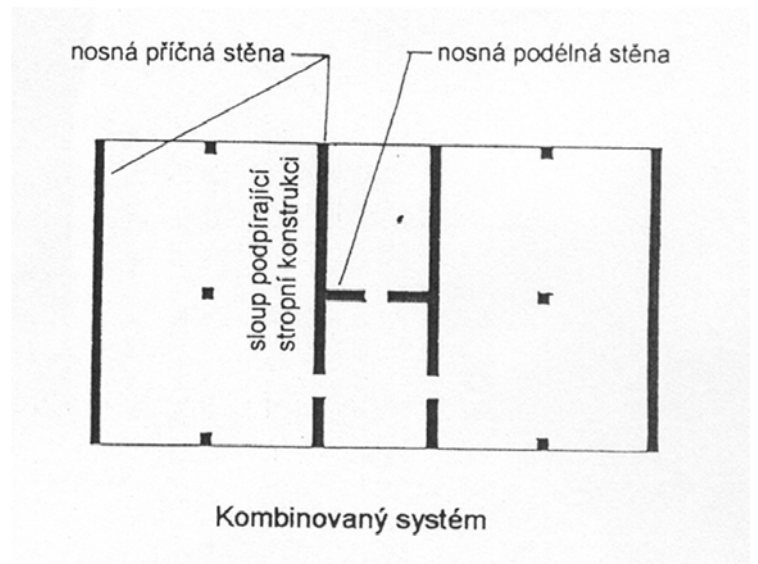 nosná příčná stěna
nosná podélná stěna
sloup podpírající
stropní konstrukci
Kombinovaný systém